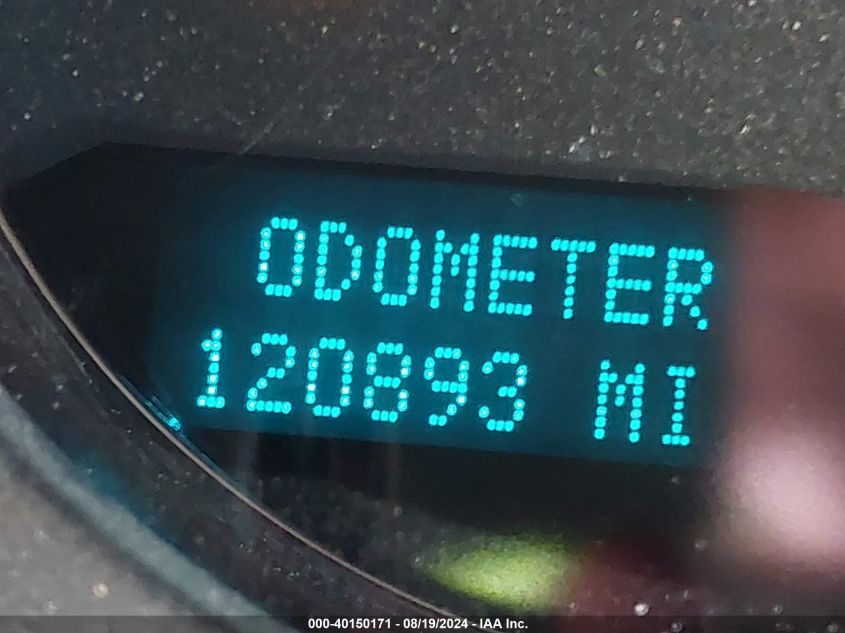 ODOMETER
120893 MI
000-40150171 - 08/19/2024 - IAA Inc.